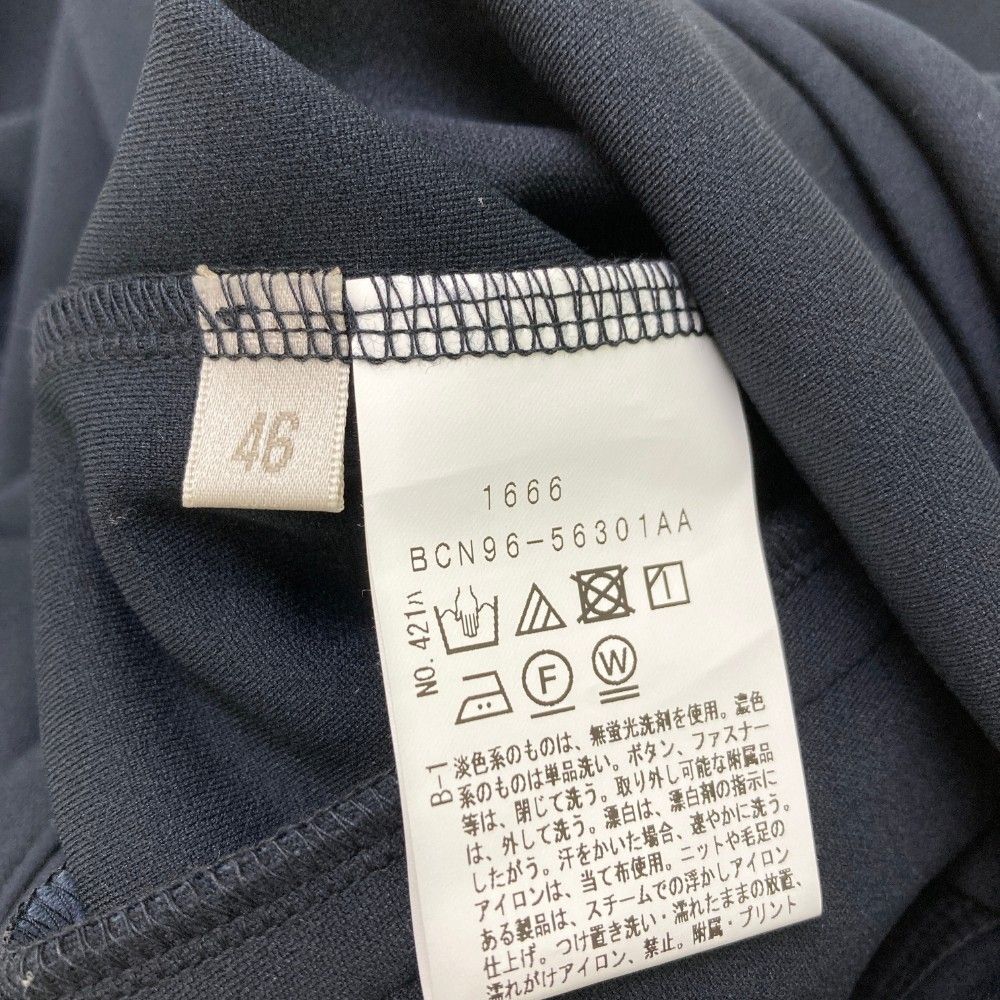 46
1666
BCN96-56301AA
NO. 421ハ
F
W
B-1
淡色系のものは、無蛍光洗剤を使用。濃色
系のものは単品洗い。ボタン、ファスナー
等は、閉じて洗う。取り外し可能な附属品
は、外して洗う。漂白は、漂白剤の指示に
したがう。汗をかいた場合、速やかに洗う。
アイロンは、当て布使用。ニットや毛足の
ある製品は、スチームでの浮かしアイロン
仕上げ。つけ置き洗い・濡れたままの放置、
濡れがけアイロン、禁止。附属・プリント